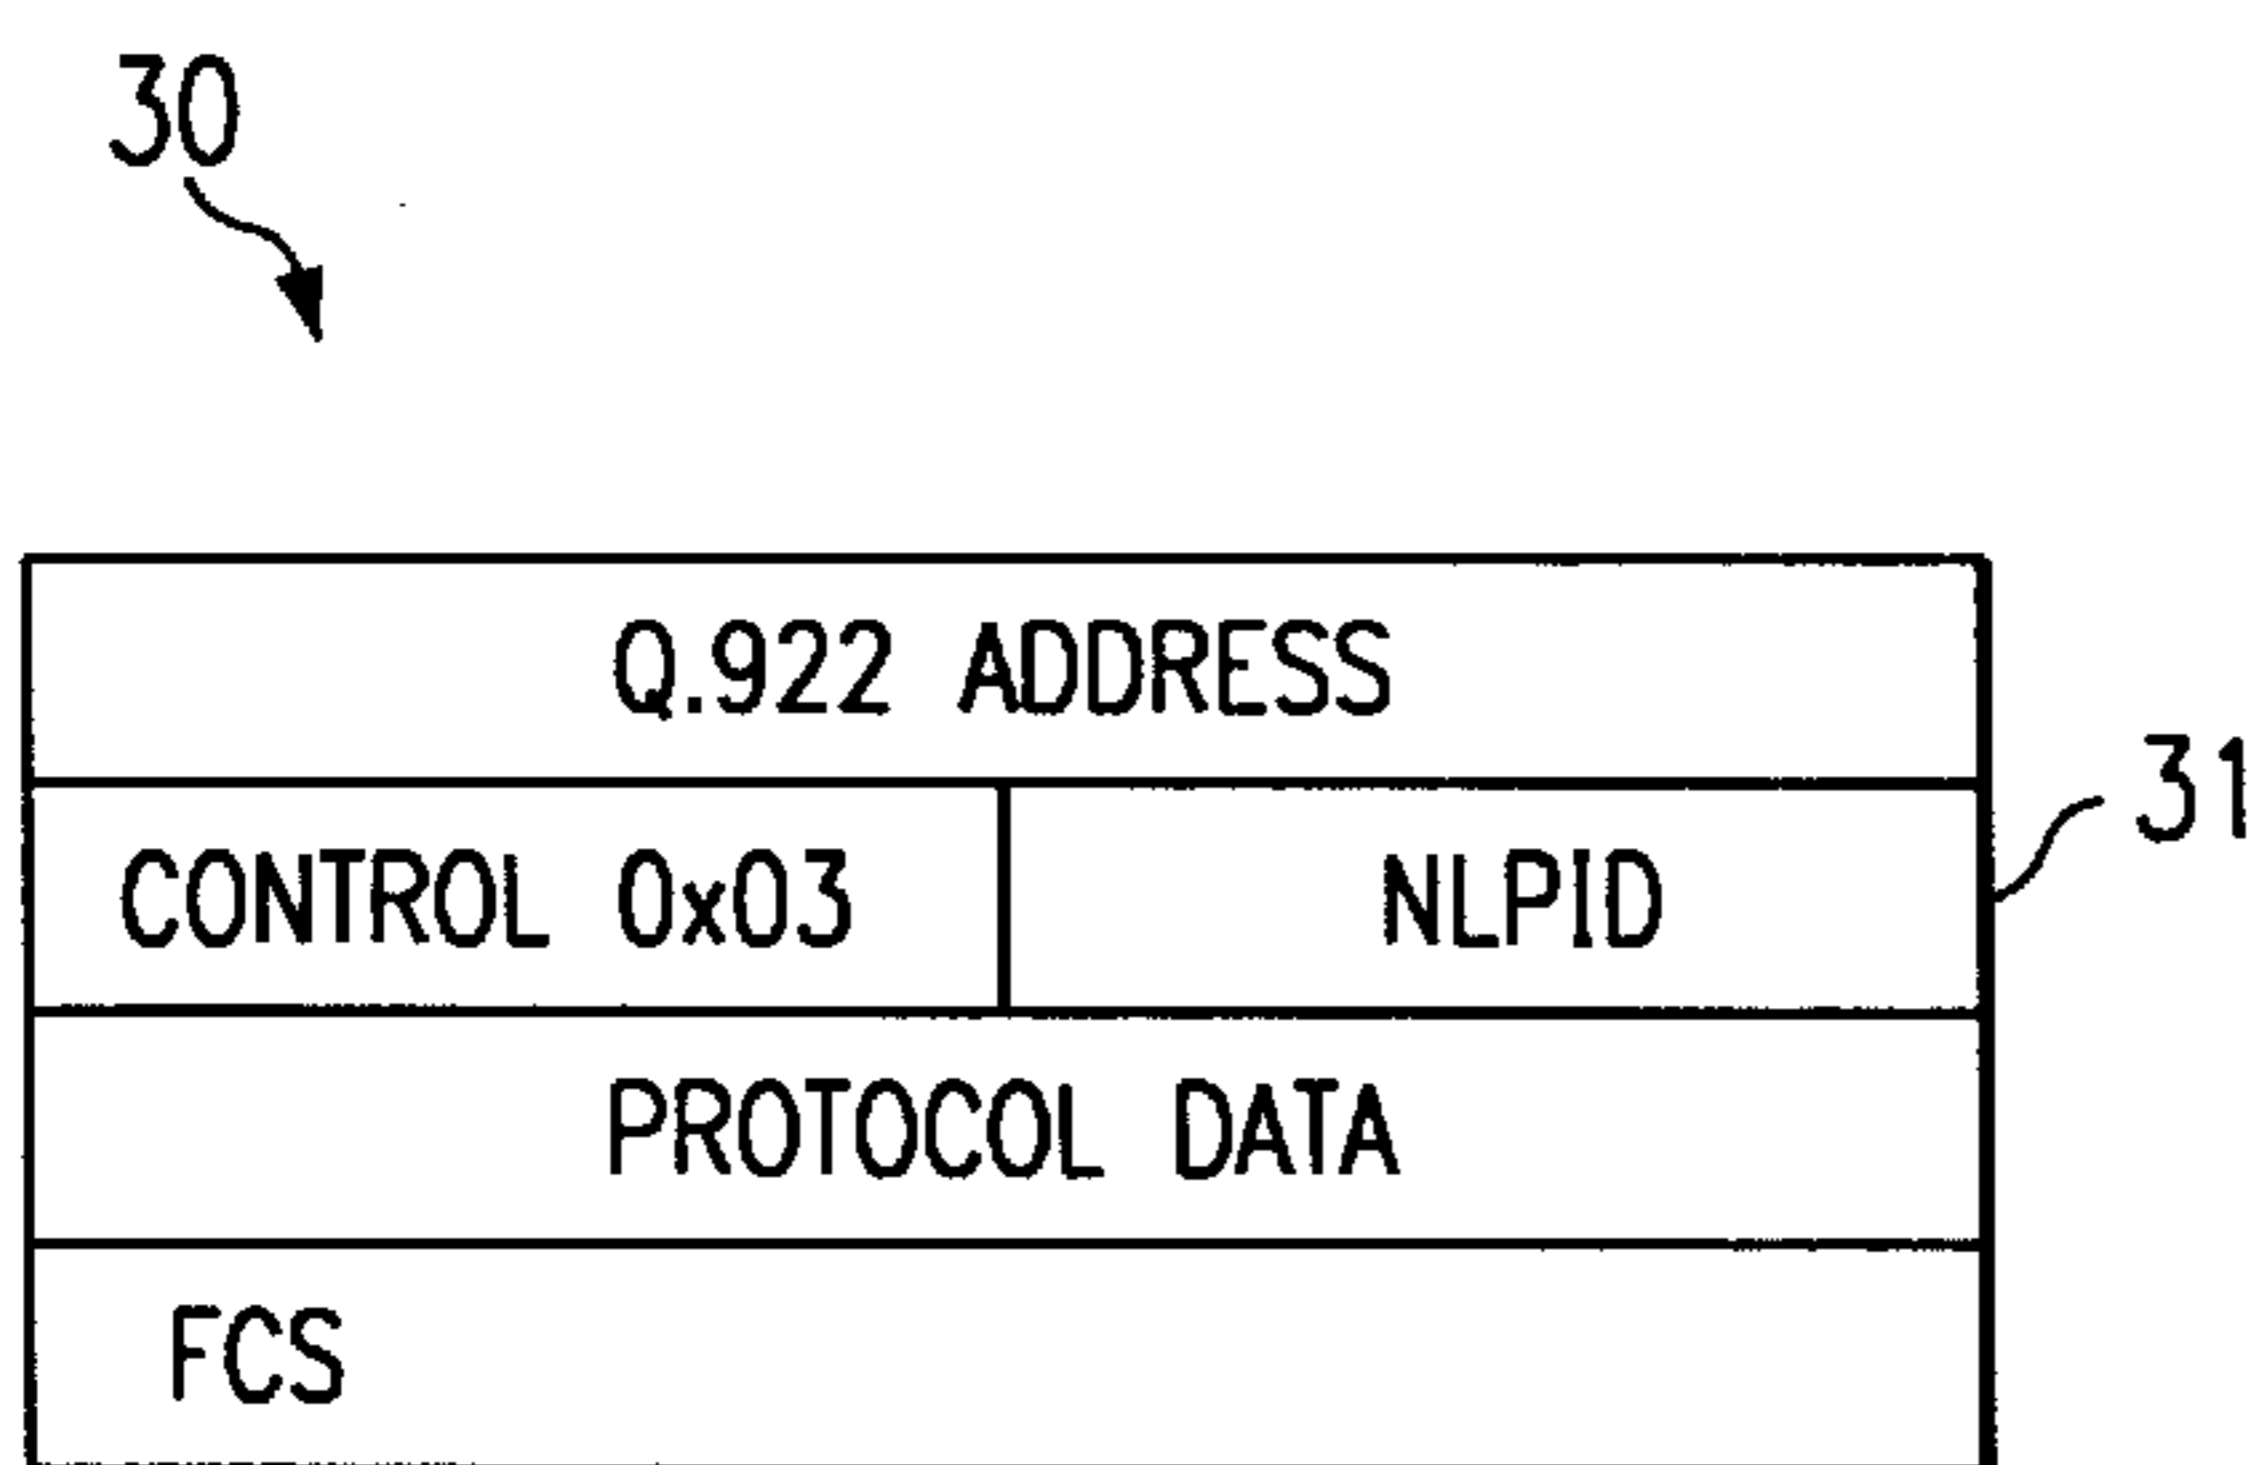 30
Q.922 ADDRESS
31
CONTROL 0x03 NLPID
PROTOCOL DATA
FCS